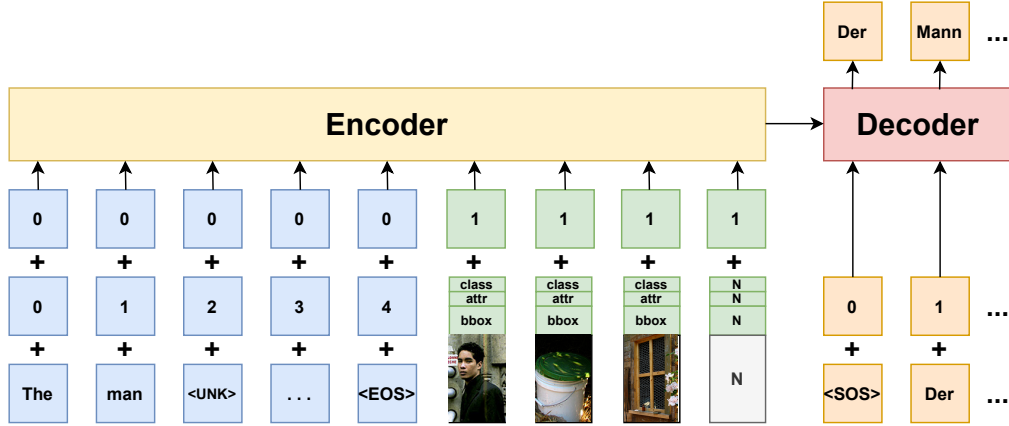 Der Mann ...
Encoder Decoder
0 0 0 0 0 1 1 1 1
+ + + + + + + + +
class class class N
attr attr attr N
0 1 2 3 4 bbox bbox bbox N 0 1 ...
+ + + + + + +
The man <UNK> . . . <EOS> N <SOS> Der ...